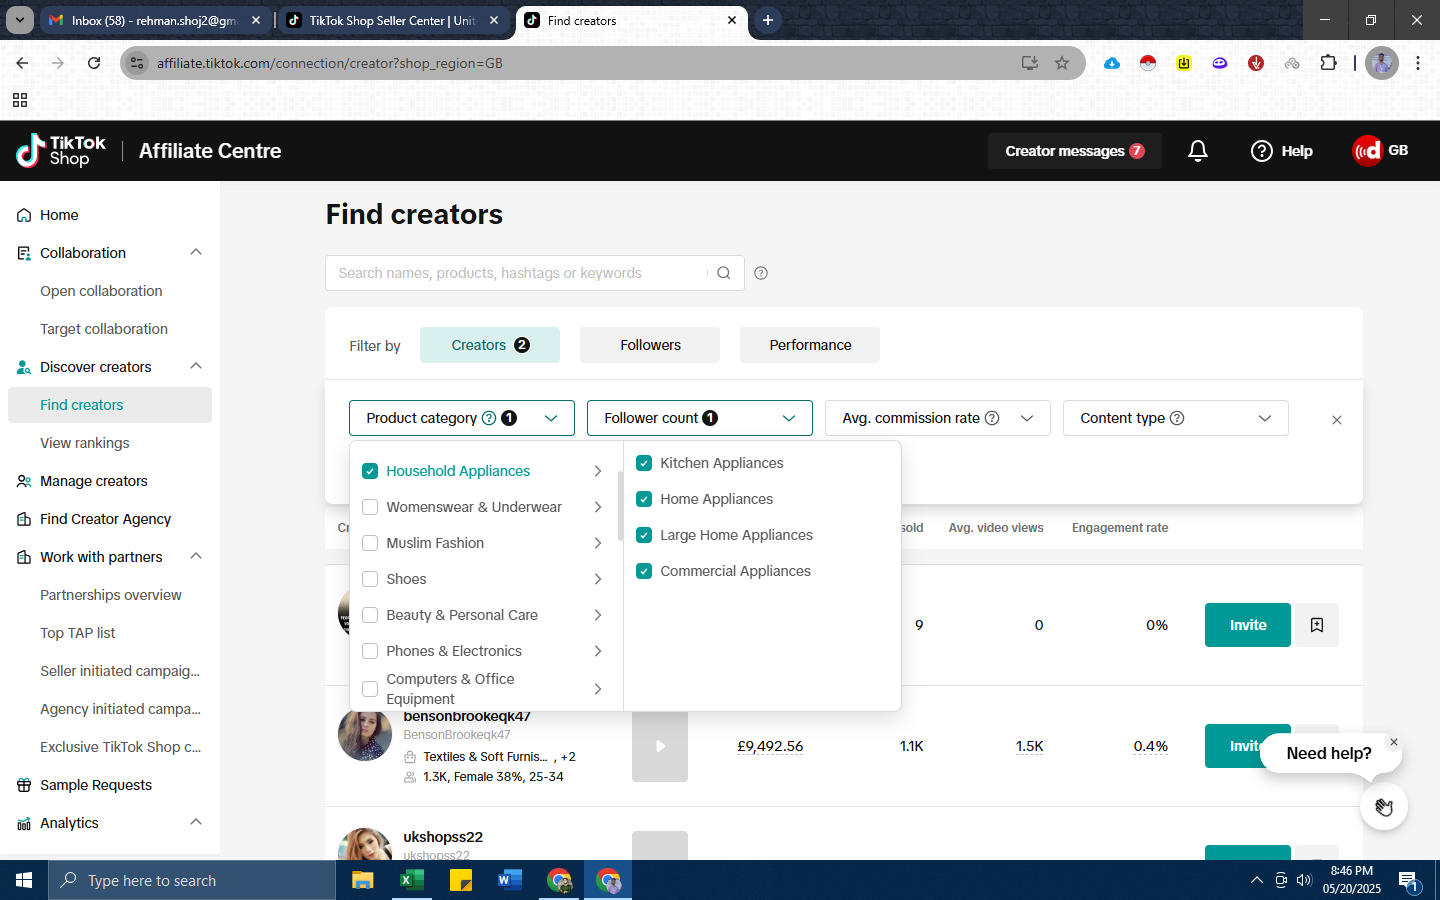 Inbox (58) - rehman.shoj2@gm
TikTok Shop Seller Center | Unit
Find creators
affiliate.tiktok.com/connection/creator?shop_region=GB
TikTok Shop
Affiliate Centre
Creator messages 7
Help
GB
Home
Collaboration
Open collaboration
Target collaboration
Discover creators
Find creators
View rankings
Manage creators
Find Creator Agency
Work with partners
Partnerships overview
Top TAP list
Seller initiated campaig...
Agency initiated campa...
Exclusive TikTok Shop c...
Sample Requests
Analytics
Find creators
Search names, products, hashtags or keywords
Filter by
Creators 2
Followers
Performance
Product category 1
Follower count 1
Avg. commission rate
Content type
Household Appliances
Womenswear & Underwear
Muslim Fashion
Shoes
Beauty & Personal Care
Phones & Electronics
Computers & Office
Equipment
Kitchen Appliances
Home Appliances
Large Home Appliances
Commercial Appliances
sold
Avg. video views
Engagement rate
9
0
0%
Invite
bensonbrookeqk47
BensonBrookeqk47
Textiles & Soft Furnis... , +2
1.3K, Female 38%, 25-34
£9,492.56
1.1K
1.5K
0.4%
Invite
Need help?
ukshopss22
ukshopss22
Type here to search
8:46 PM
05/20/2025
1